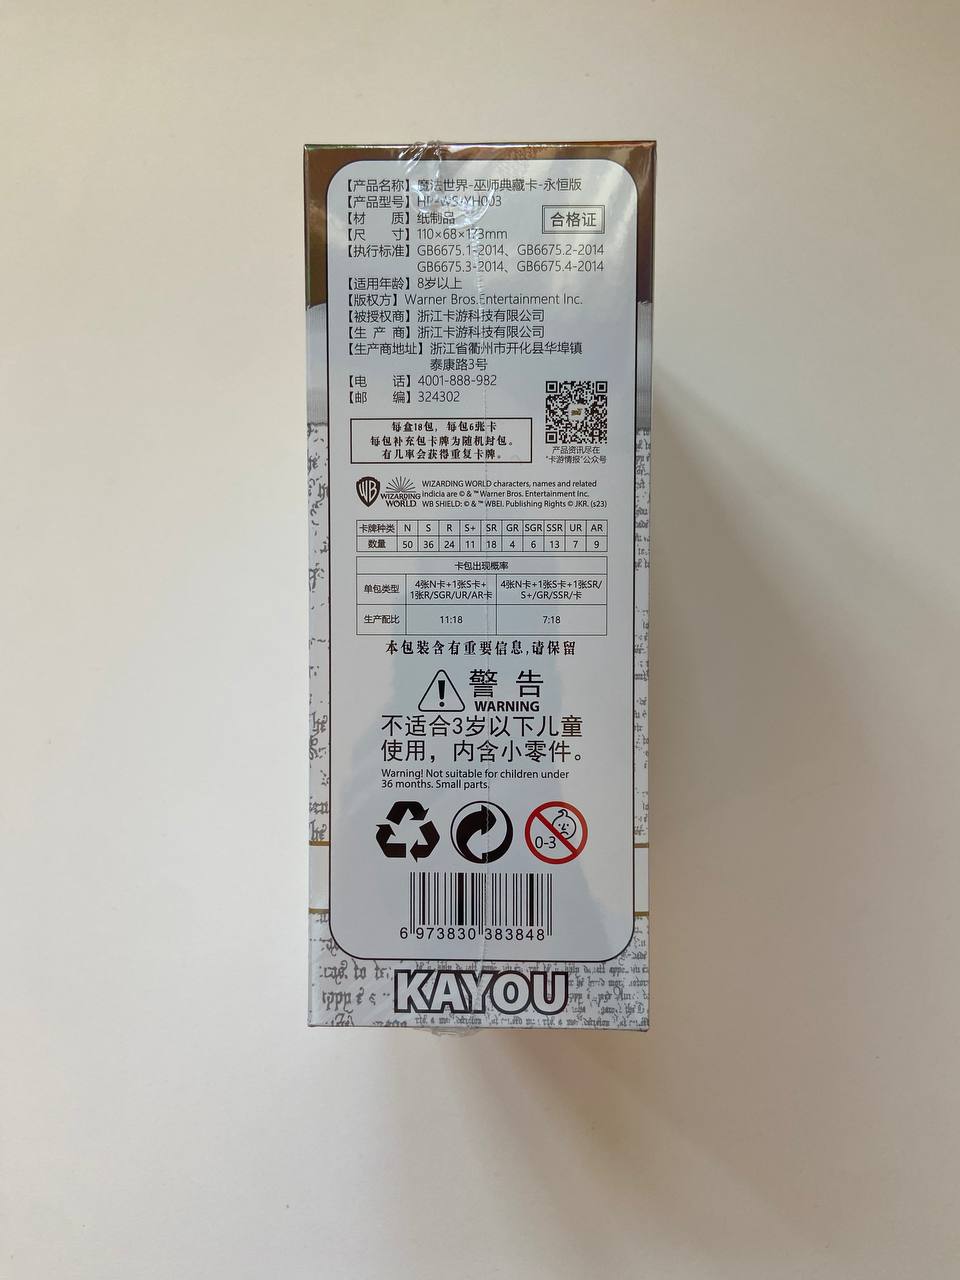 【产品名称】魔法世界-巫师典藏卡-永恒版
【产品型号】HP-WS-YH003
【材 质】纸制品
【尺 寸】110×68×173mm
合格证
【执行标准】GB6675.1-2014、GB6675.2-2014
GB6675.3-2014、GB6675.4-2014
【适用年龄】8岁以上
【版权方】Warner Bros.Entertainment Inc.
【被授权商】浙江卡游科技有限公司
【生 产 商】浙江卡游科技有限公司
【生产商地址】浙江省衢州市开化县华埠镇
泰康路3号
【电 话】4001-888-982
【邮 编】324302
每盒18包，每包6张卡
每包补充包卡牌为随机封包。
有几率会获得重复卡牌。
产品资讯尽在
“卡游情报”公众号
WB WIZARDING WORLD
WIZARDING WORLD characters, names and related
indicia are © & ™ Warner Bros. Entertainment Inc.
WB SHIELD: © & ™ WBEI. Publishing Rights © JKR. (s23)
卡牌种类 N S R S+ SR GR SGR SSR UR AR
数量 50 36 24 11 18 4 6 13 7 9
卡包出现概率
单包类型 4张N卡+1张S卡+1张R/SGR/UR/AR卡 4张N卡+1张S卡+1张SR/S+/GR/SSR/卡
生产配比 11:18 7:18
本包装含有重要信息,请保留
警 告
WARNING
不适合3岁以下儿童
使用，内含小零件。
Warning! Not suitable for children under
36 months. Small parts.
0-3
6 973830 383848
KAYOU